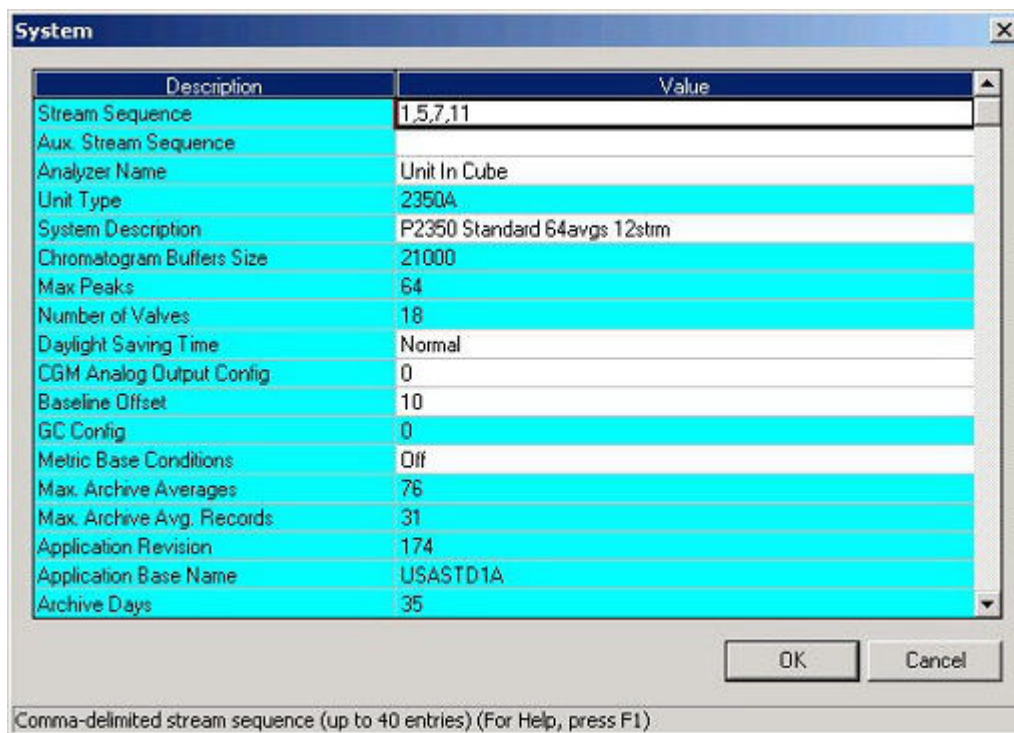 System
Description Value
Stream Sequence 1,5,7,11
Aux. Stream Sequence
Analyzer Name Unit In Cube
Unit Type 2350A
System Description P2350 Standard 64avgs 12strm
Chromatogram Buffers Size 21000
Max Peaks 64
Number of Valves 18
Daylight Saving Time Normal
CGM Analog Output Config 0
Baseline Offset 10
GC Config 0
Metric Base Conditions Off
Max. Archive Averages 76
Max. Archive Avg. Records 31
Application Revision 174
Application Base Name USASTD1A
Archive Days 35
OK Cancel
Comma-delimited stream sequence (up to 40 entries) (For Help, press F1)